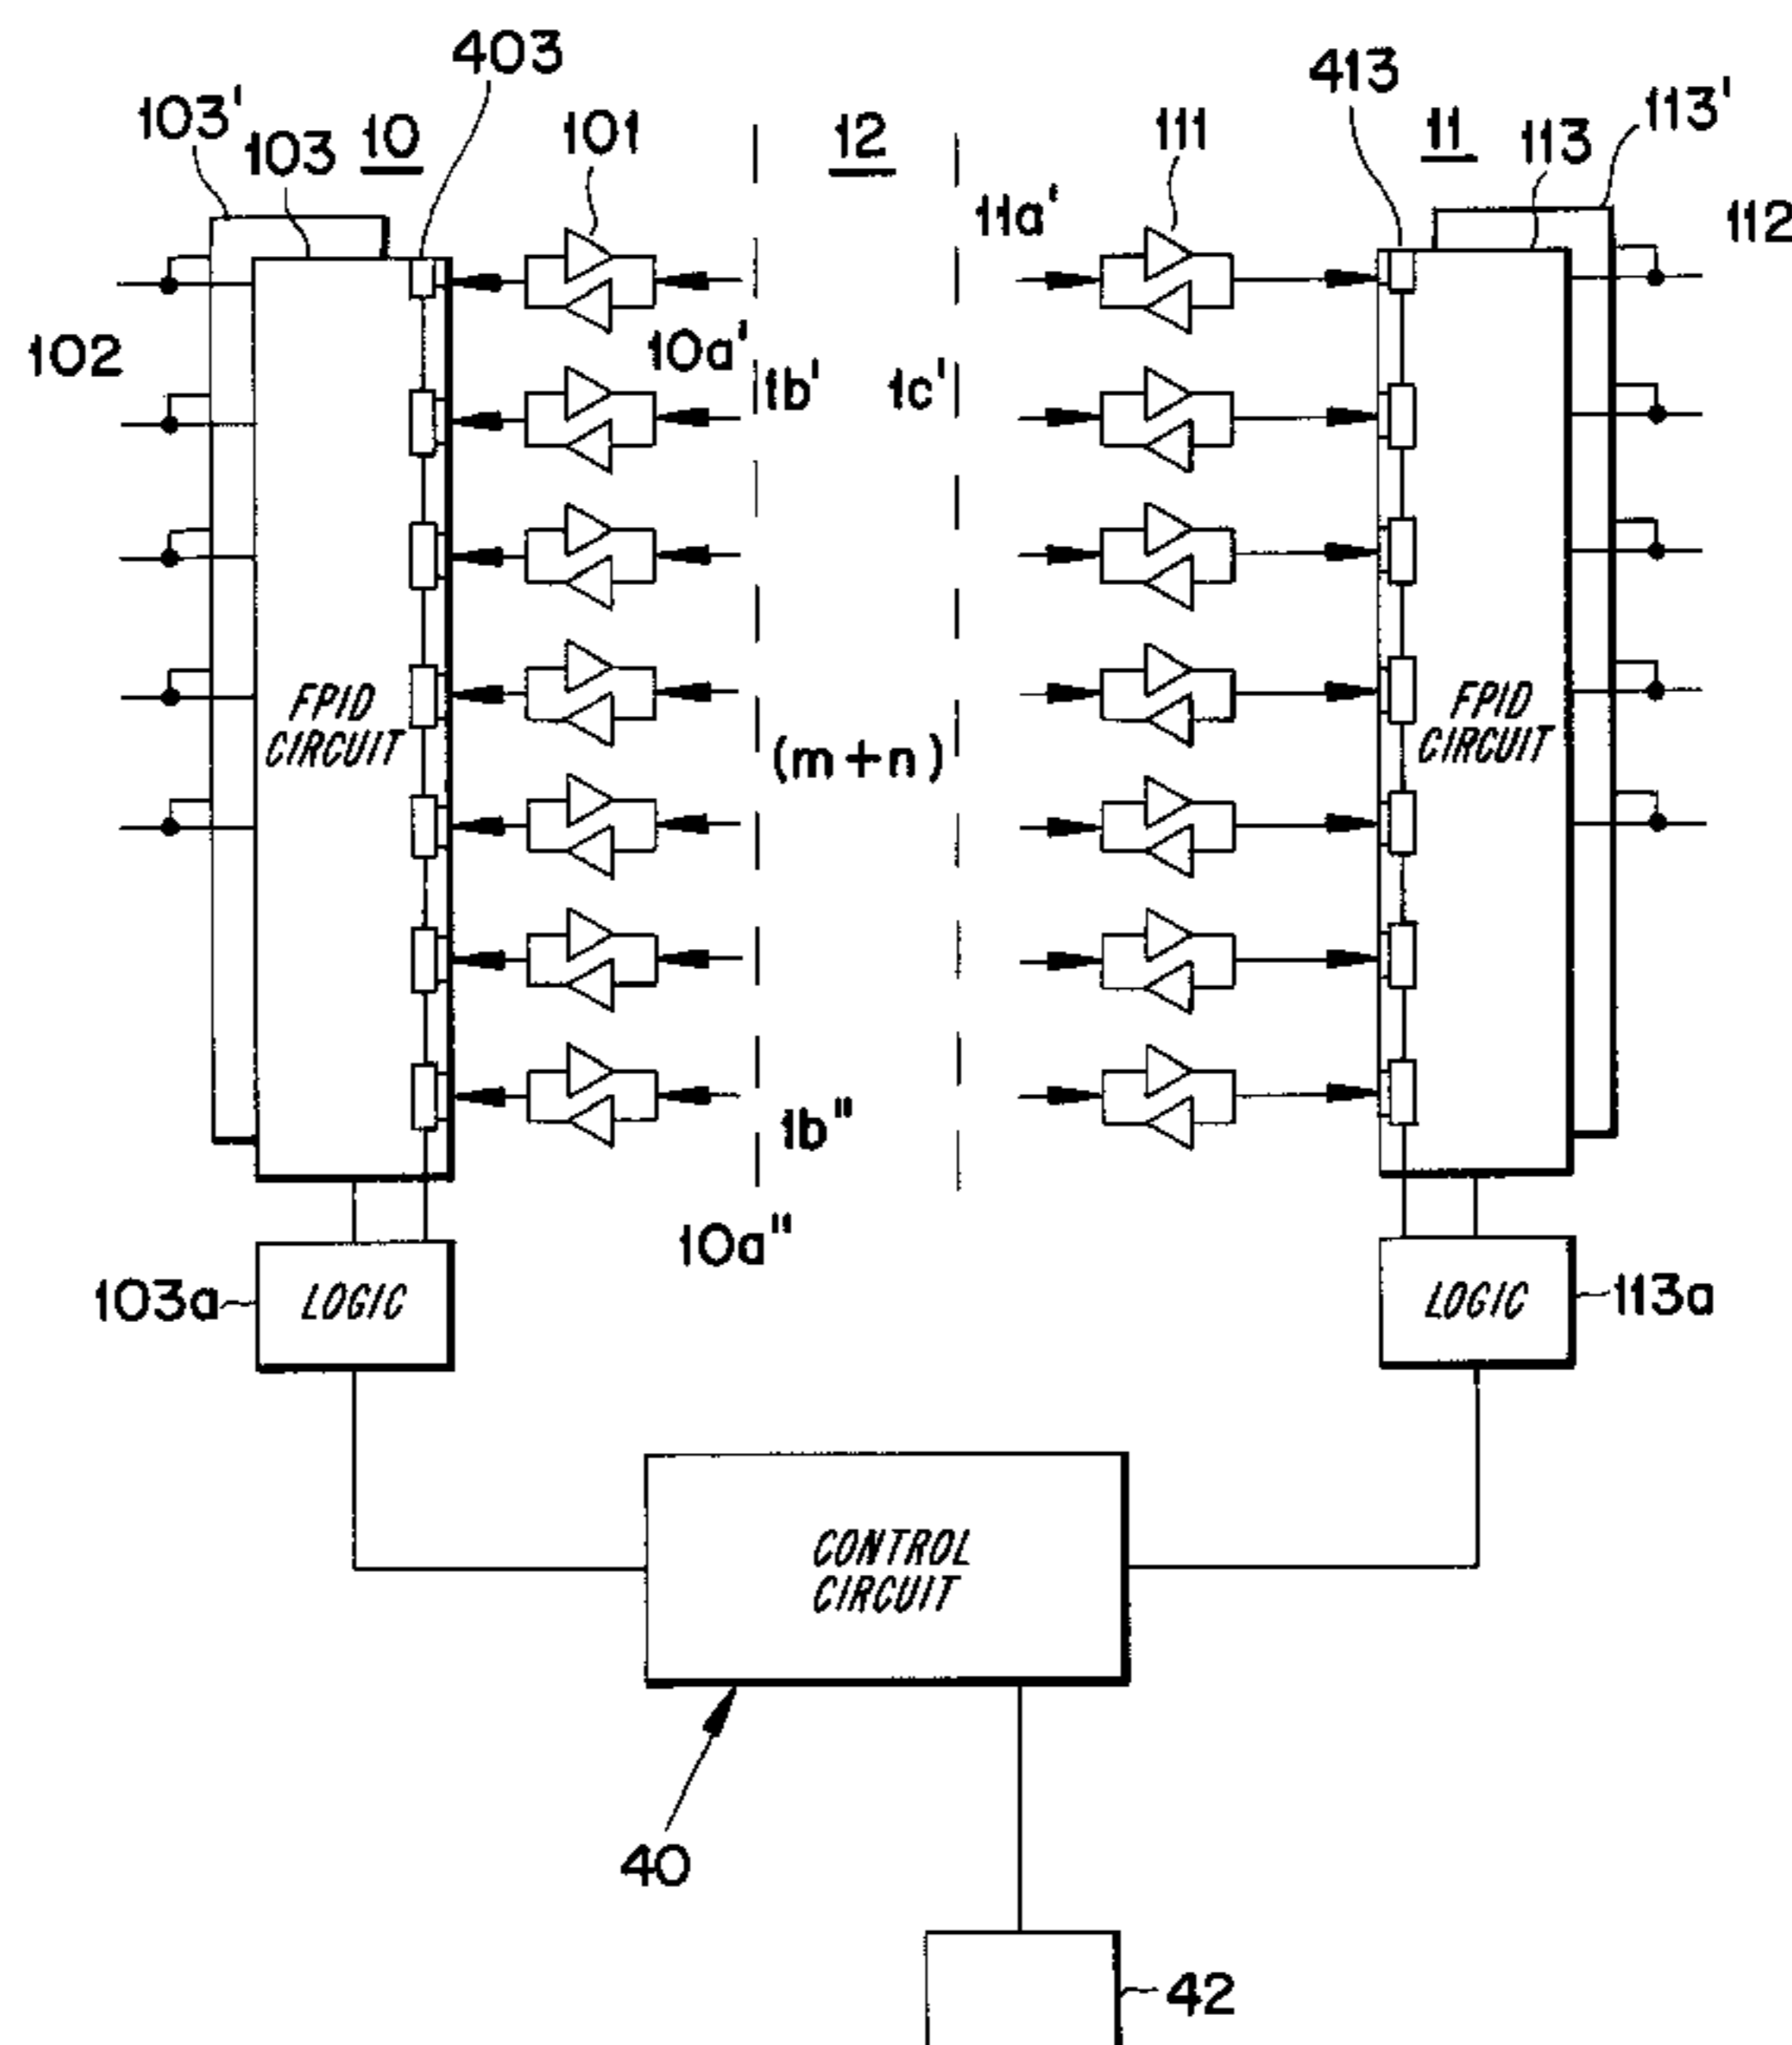 403
413
103'
103
10
101
12
111
11
113
113'
11a'
112
102
10a'
1b'
1c'
FPID
CIRCUIT
(m+n)
FPID
CIRCUIT
1b"
10a"
103a
LOGIC
LOGIC
113a
CONTROL
CIRCUIT
40
42